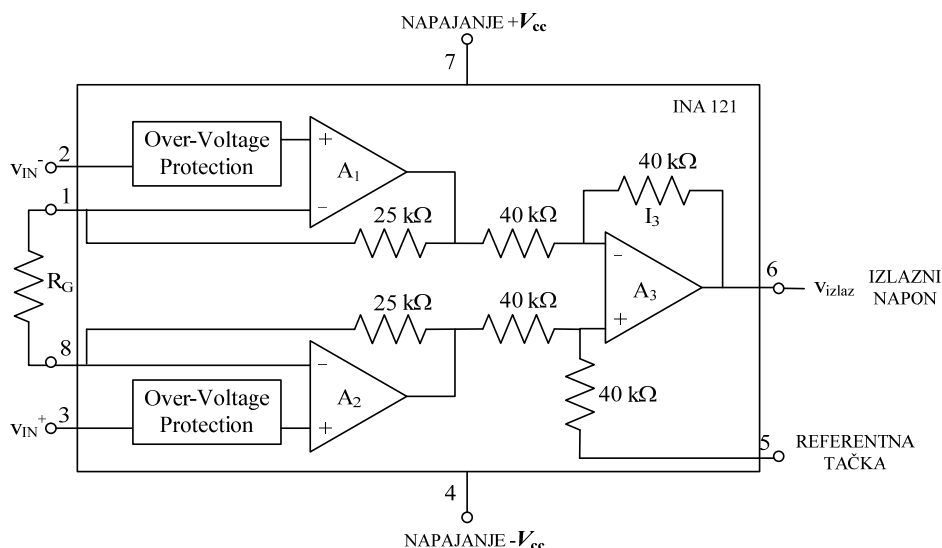 NAPAJANJE +Vcc
7
INA 121
Over-Voltage
Protection
vIN-
2
+
A1
−
1
40 kΩ
I3
25 kΩ
40 kΩ
RG
−
A3
+
6
vizlaz
IZLAZNI
NAPON
25 kΩ
40 kΩ
8
−
A2
+
40 kΩ
Over-Voltage
Protection
vIN+
3
5
REFERENTNA
TAČKA
4
NAPAJANJE -Vcc